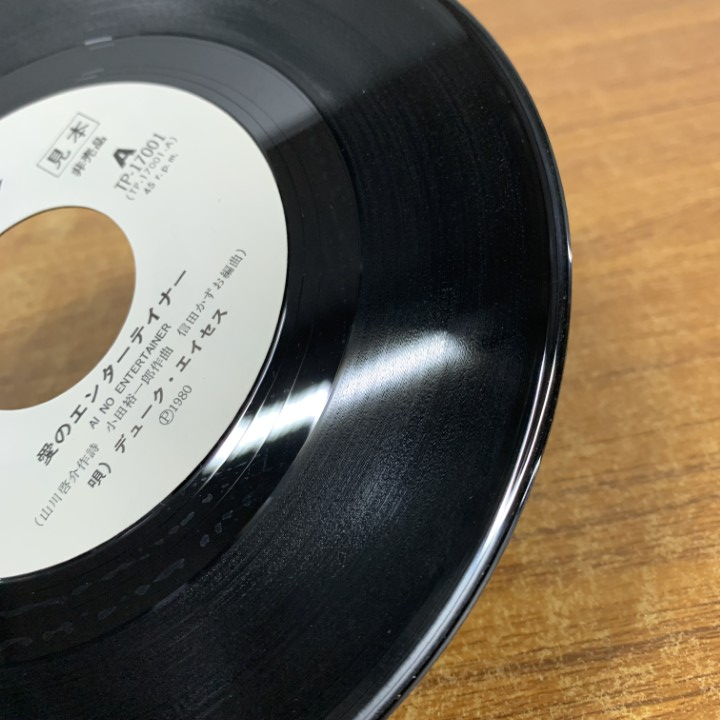 見本
非売品
A
TP-17001
(TP-17001-A)
45 r.p.m.
愛のエンターテイナー
AI NO ENTERTAINER
(山川啓介作詩 小田裕一郎作曲 信田かずお編曲)
唄) デューク・エイセス
Ⓟ1980